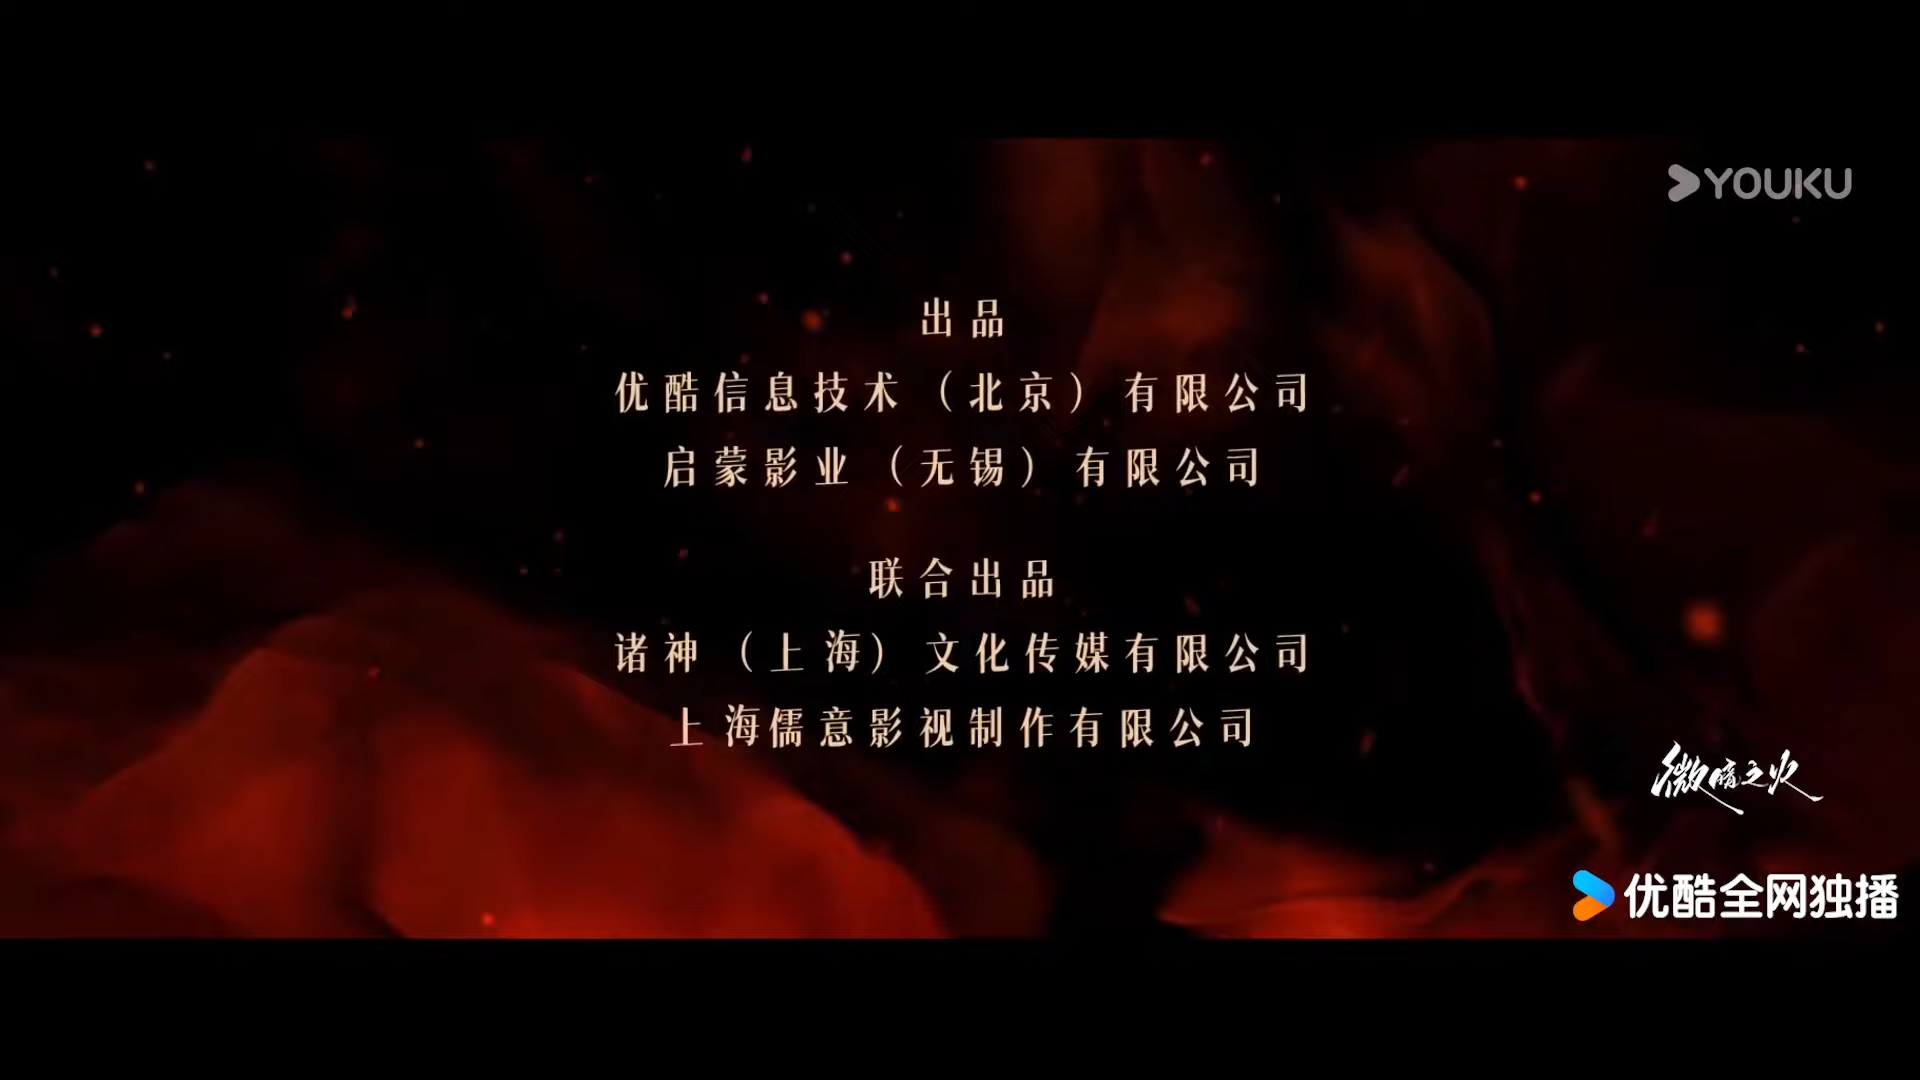 YOUKU
出品
优酷信息技术（北京）有限公司
启蒙影业（无锡）有限公司
联合出品
诸神（上海）文化传媒有限公司
上海儒意影视制作有限公司
微暗之火
优酷全网独播